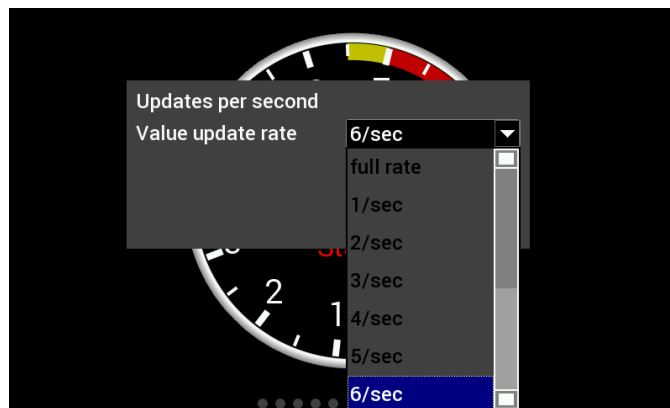 Updates per second
Value update rate 6/sec
full rate
1/sec
2/sec
3/sec
4/sec
5/sec
6/sec
2
1